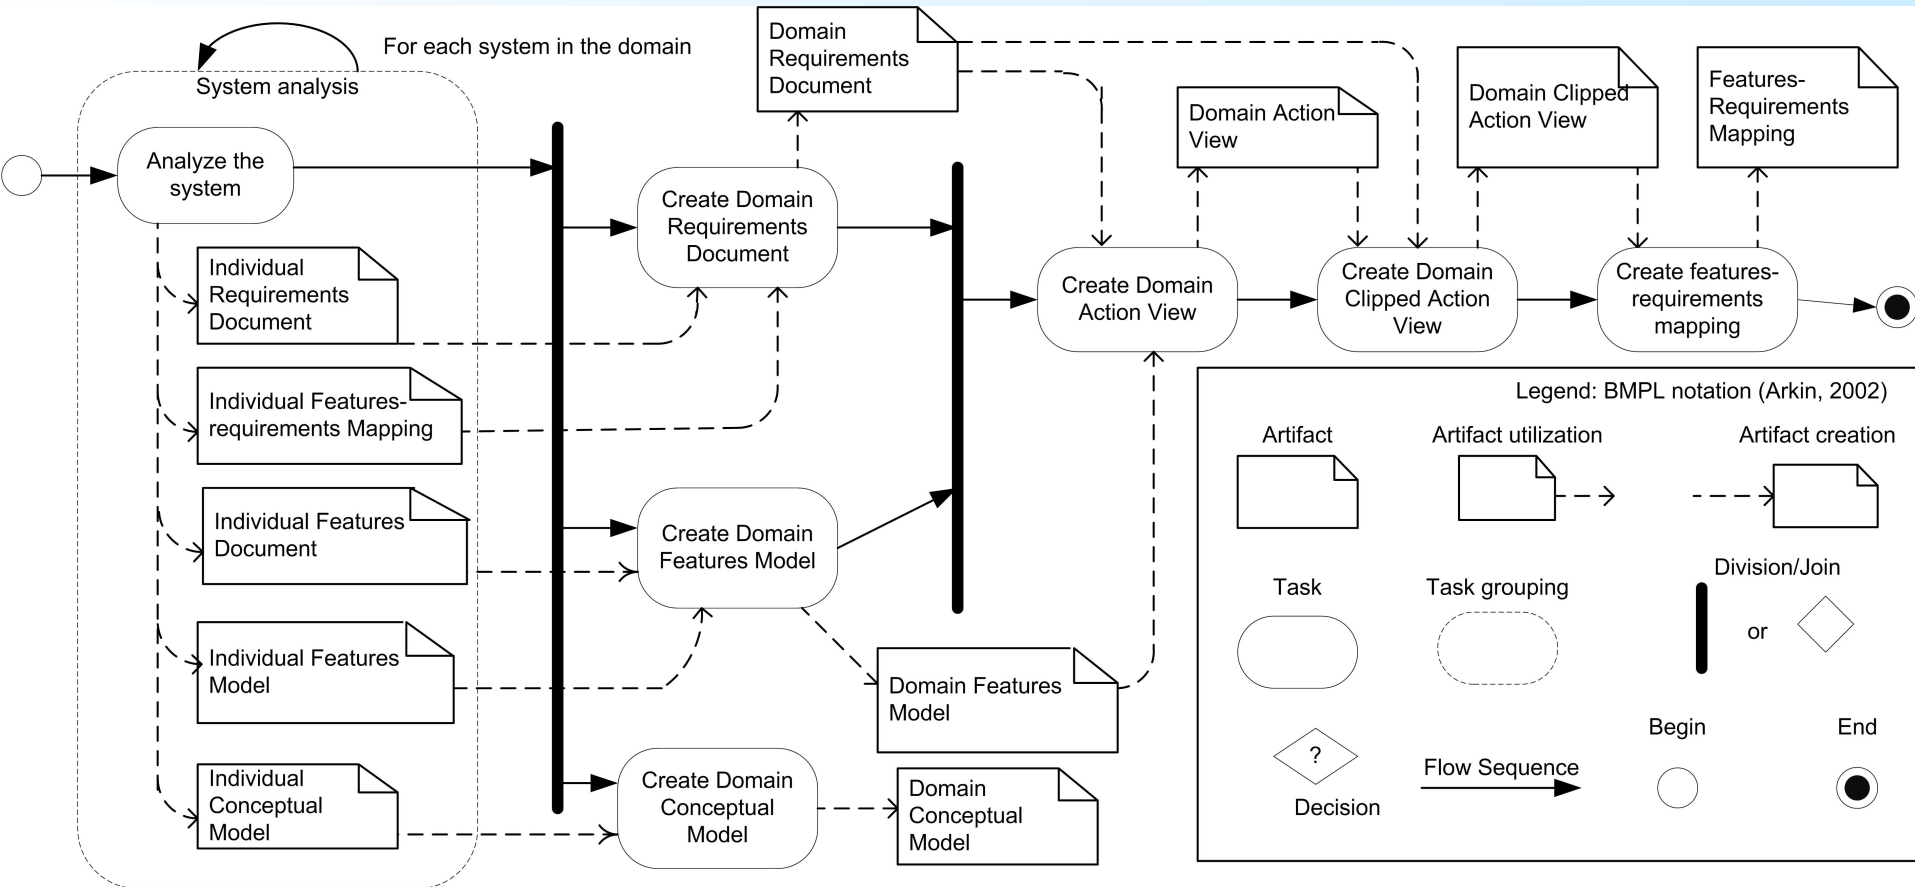 For each system in the domain
System analysis
Analyze the
system
Individual
Requirements
Document
Individual Features-
requirements Mapping
Individual Features
Document
Individual Features
Model
Individual
Conceptual
Model
Domain
Requirements
Document
Create Domain
Requirements
Document
Create Domain
Features Model
Domain Features
Model
Create Domain
Conceptual
Model
Domain
Conceptual
Model
Domain Action
View
Create Domain
Action View
Domain Clipped
Action View
Create Domain
Clipped Action
View
Features-
Requirements
Mapping
Create features-
requirements
mapping
Legend: BMPL notation (Arkin, 2002)
Artifact
Artifact utilization
Artifact creation
Task
Task grouping
Division/Join
or
?
Decision
Flow Sequence
Begin
End